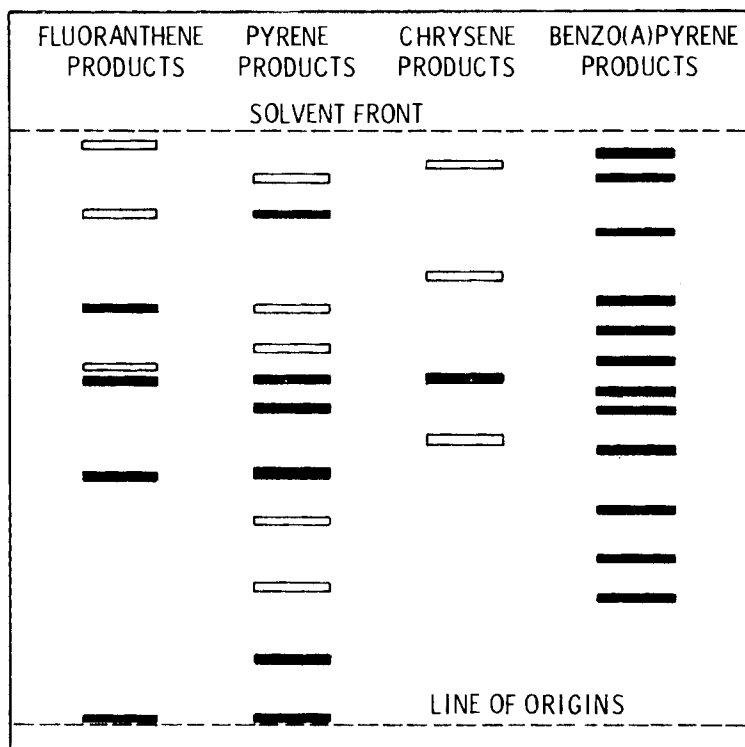 FLUORANTHENE
PRODUCTS
PYRENE
PRODUCTS
CHRYSENE
PRODUCTS
BENZO(A)PYRENE
PRODUCTS
SOLVENT FRONT
LINE OF ORIGINS